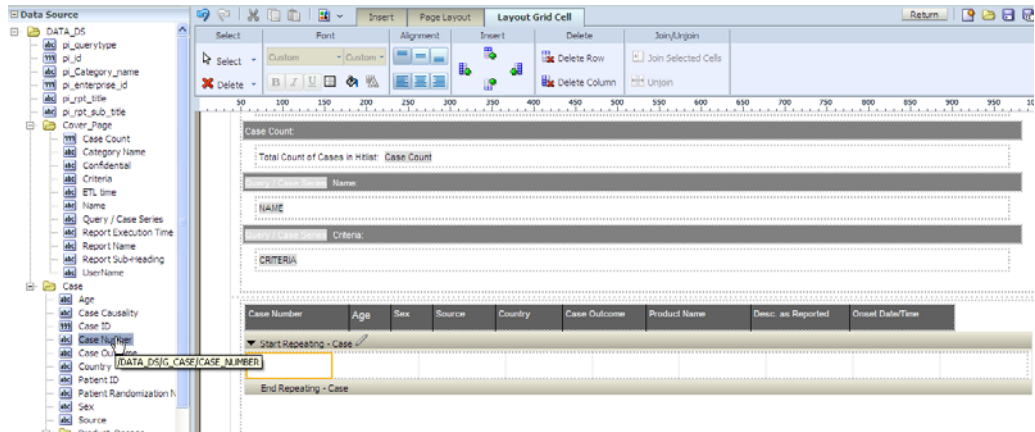 Data Source
Insert Page Layout Layout Grid Cell Return
DATA_DS
pi_querytype
pi_id
pi_Category_name
pi_enterprise_id
pi_rpt_title
pi_rpt_sub_title
Cover_Page
Case Count
Category Name
Confidential
Criteria
ETL time
Name
Query / Case Series
Report Execution Time
Report Name
Report Sub-Heading
UserName
Case
Age
Case Causality
Case ID
Case Number
Case Ou
/DATA_DS/G_CASE/CASE_NUMBER
Country
Patient ID
Patient Randomization N
Sex
Source
Select Font Alignment Insert Delete Join/Unjoin
Select Custom Custom Delete Row Join Selected Cells
Delete B I U Delete Column Unjoin
50 100 150 200 250 300 350 400 450 500 550 600 650 700 750 800 850 900 950
Case Count:
Total Count of Cases in Hitlist: Case Count
Query / Case Series Name:
NAME
Query / Case Series Criteria:
CRITERIA
Case Number Age Sex Source Country Case Outcome Product Name Desc. as Reported Onset Date/Time
Start Repeating - Case
End Repeating - Case